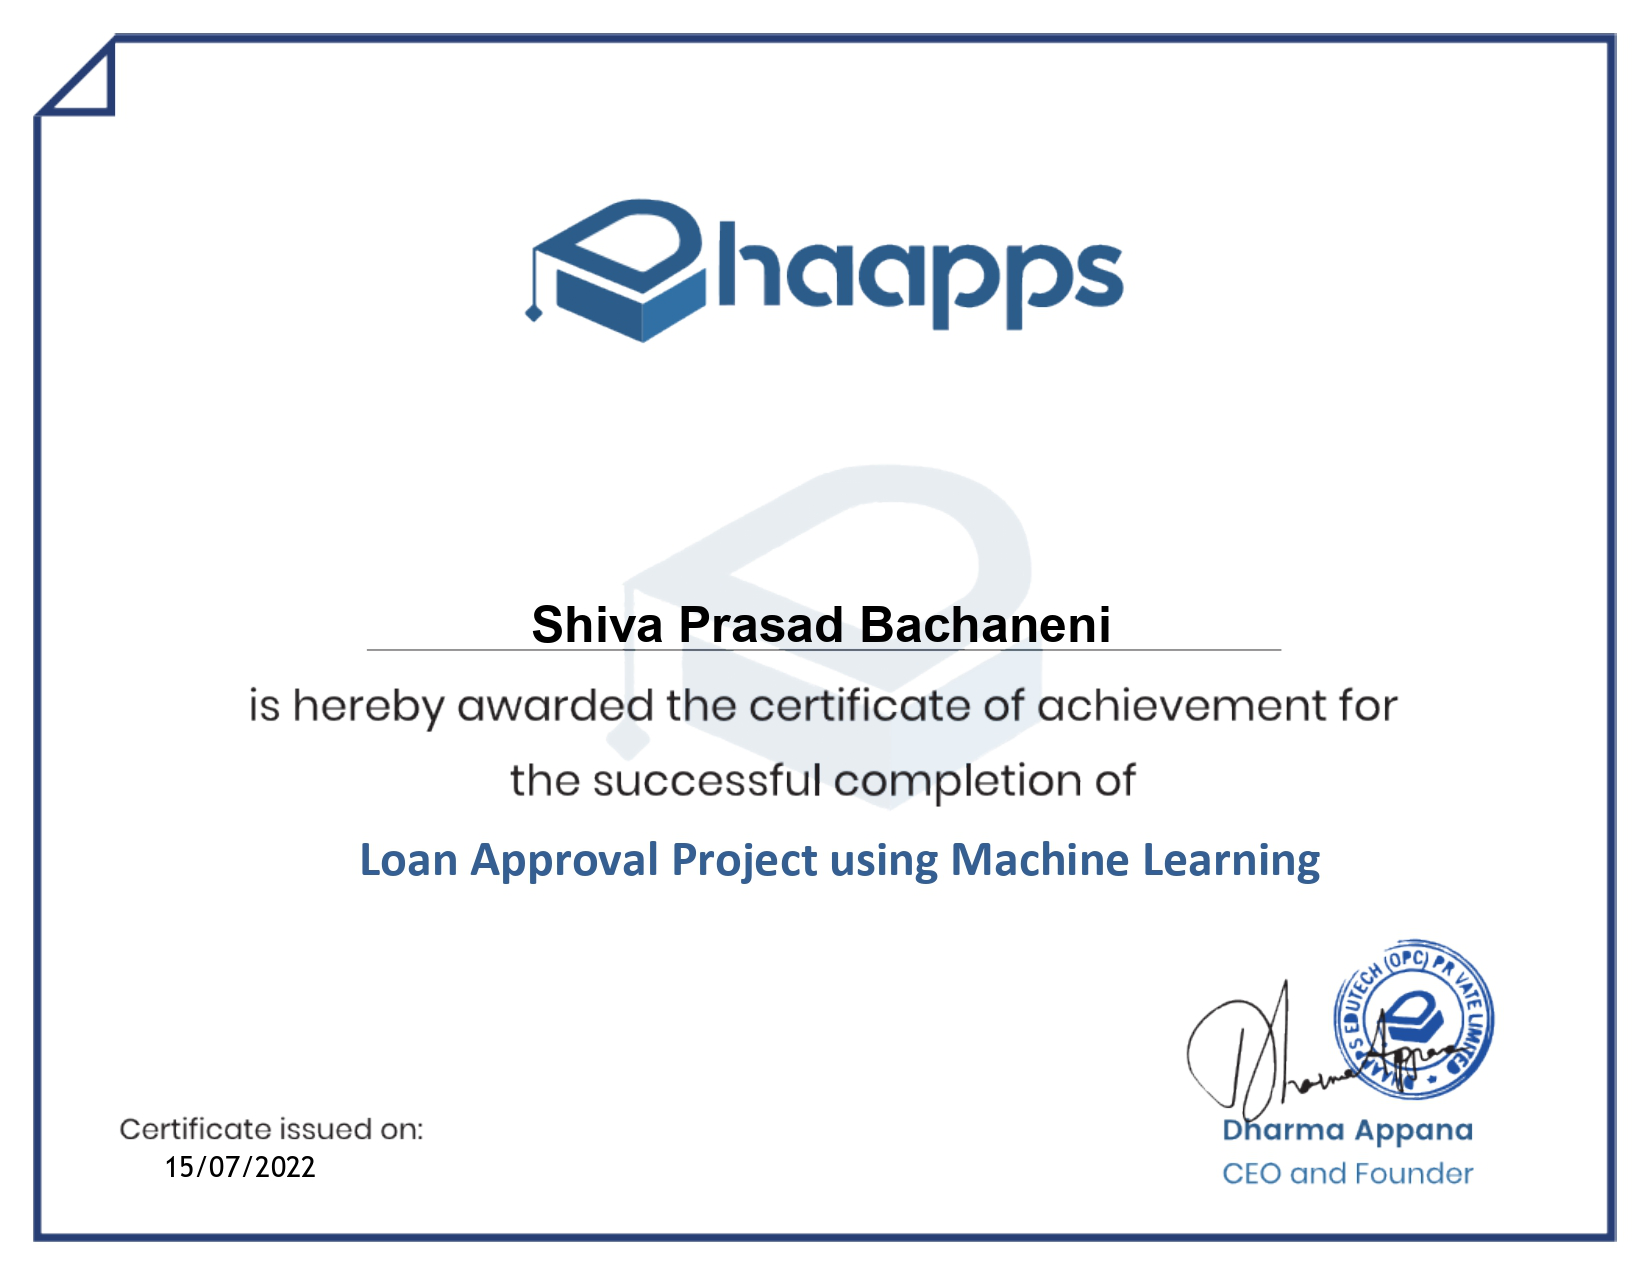 Dhaapps
Shiva Prasad Bachaneni
is hereby awarded the certificate of achievement for
the successful completion of
Loan Approval Project using Machine Learning
DHAAPPS EDUTECH (OPC) PR VATE LIMITED
Dharma Appana
Dharma Appana
CEO and Founder
Certificate issued on:
15/07/2022